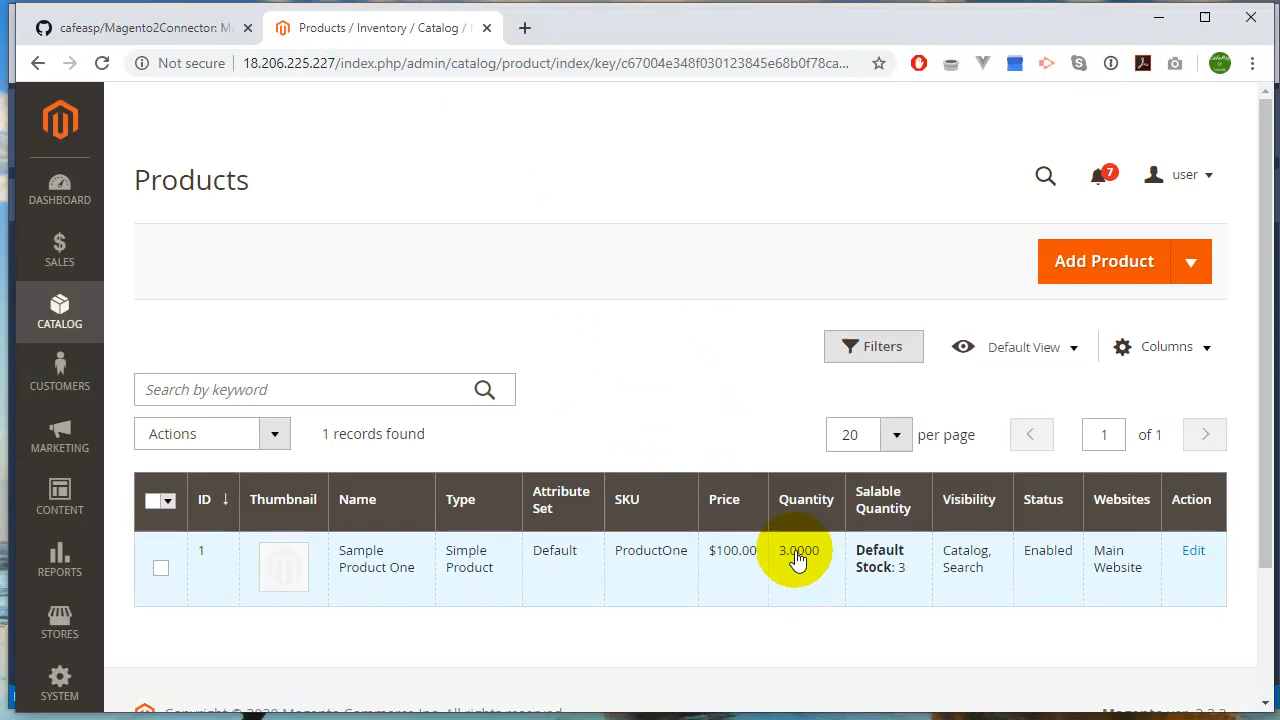 cafeasp/Magento2Connector: M
Products / Inventory / Catalog /
Not secure
18.206.225.227/index.php/admin/catalog/product/index/key/c67004e348f030123845e68b0f78ca...
DASHBOARD
SALES
CATALOG
CUSTOMERS
MARKETING
CONTENT
REPORTS
STORES
SYSTEM
Products
7
user
Add Product
Filters
Default View
Columns
Search by keyword
Actions
1 records found
20
per page
1
of 1
ID
Thumbnail
Name
Type
Attribute
Set
SKU
Price
Quantity
Salable
Quantity
Visibility
Status
Websites
Action
1
Sample
Product One
Simple
Product
Default
ProductOne
$100.00
3.0000
Default
Stock: 3
Catalog,
Search
Enabled
Main
Website
Edit